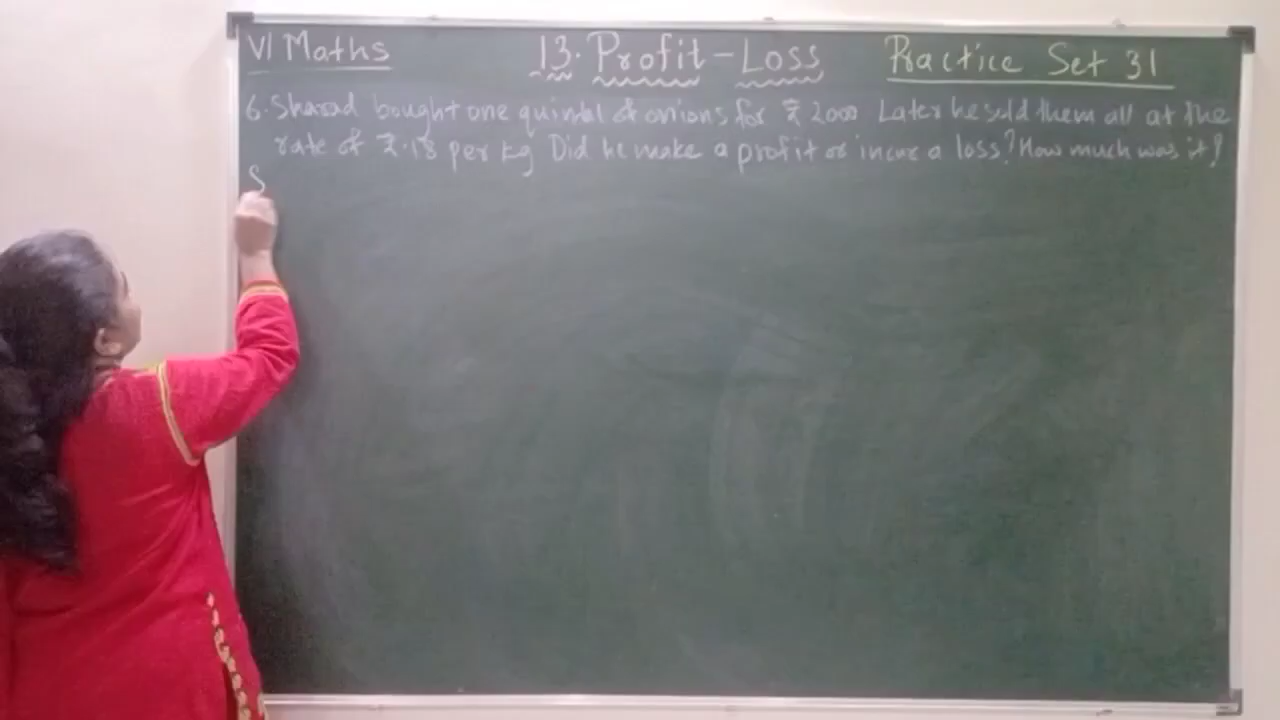 VI Maths
13. Profit - Loss
Practice Set 31
6. Sharad bought one quintal of onions for ₹ 2000 Later he sold them all at the
rate of ₹.18 per kg Did he make a profit or incur a loss? How much was it?
S